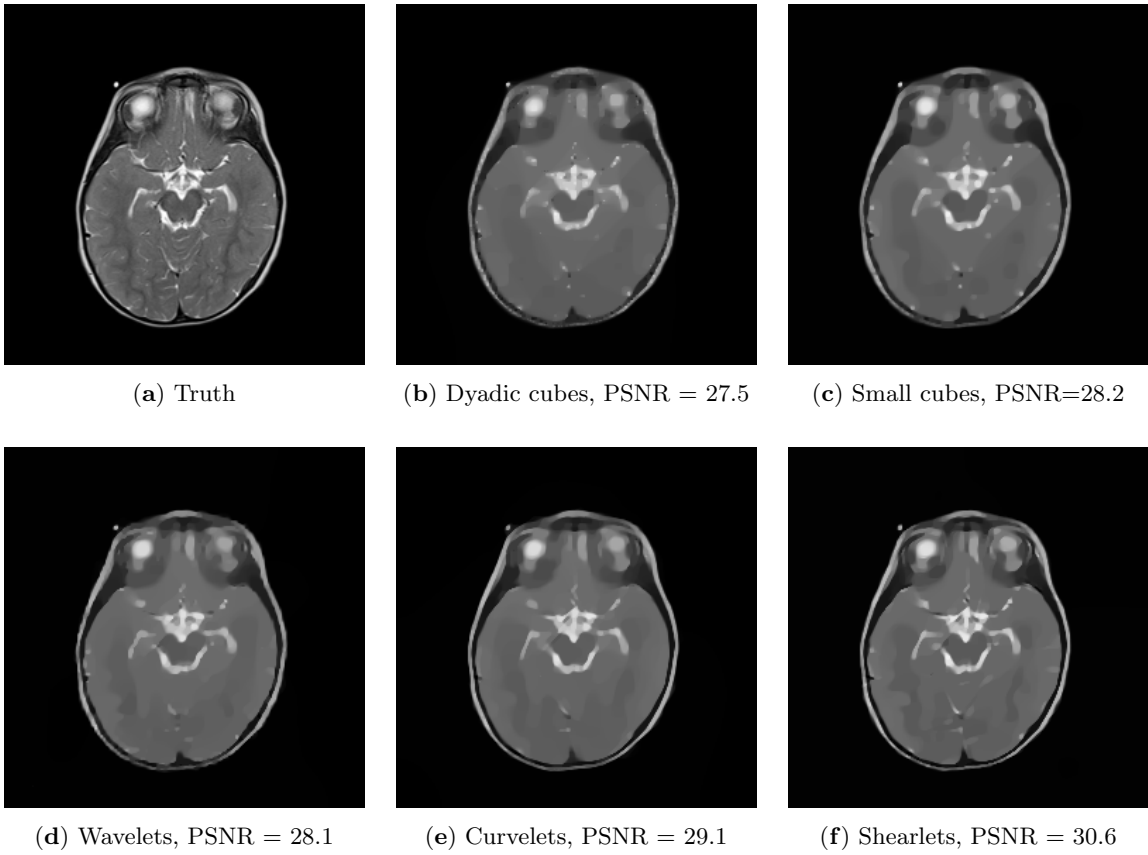 (a) Truth
(b) Dyadic cubes, PSNR = 27.5
(c) Small cubes, PSNR=28.2
(d) Wavelets, PSNR = 28.1
(e) Curvelets, PSNR = 29.1
(f) Shearlets, PSNR = 30.6